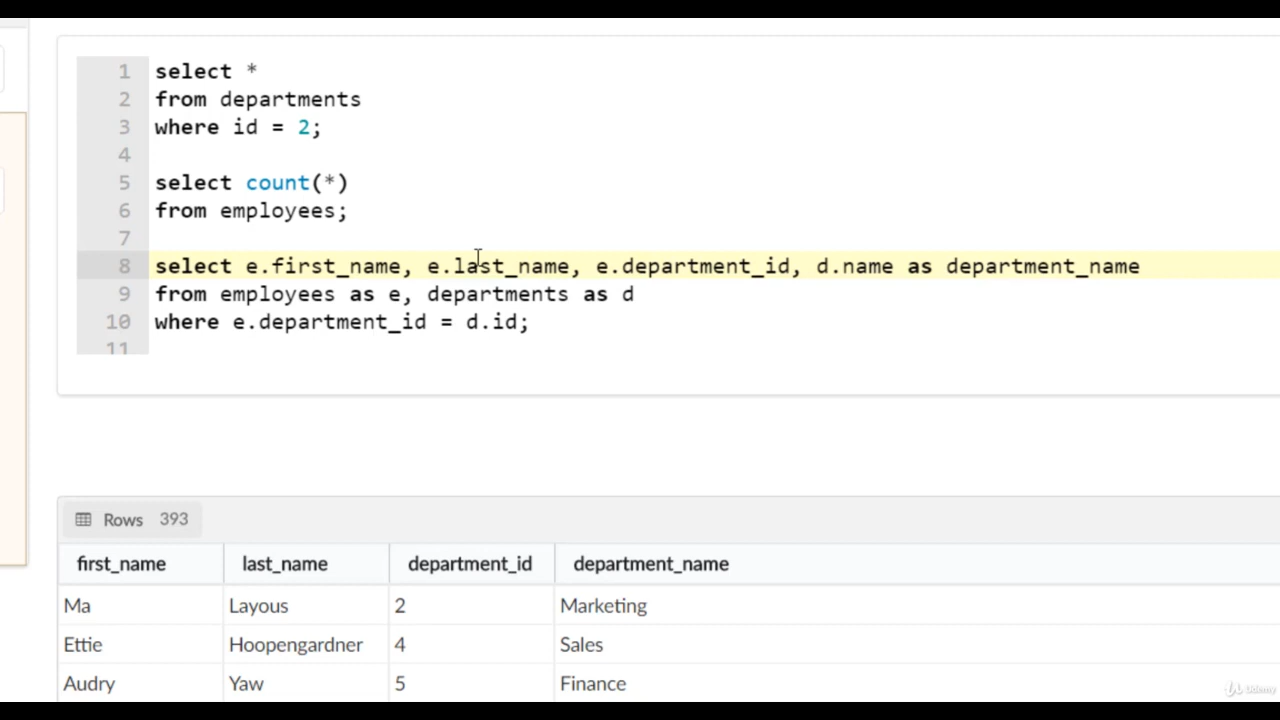 1 select *
2 from departments
3 where id = 2;
4
5 select count(*)
6 from employees;
7
8 select e.first_name, e.last_name, e.department_id, d.name as department_name
9 from employees as e, departments as d
10 where e.department_id = d.id;
11
Rows 393
first_name last_name department_id department_name
Ma Layous 2 Marketing
Ettie Hoopengardner 4 Sales
Audry Yaw 5 Finance
Udemy